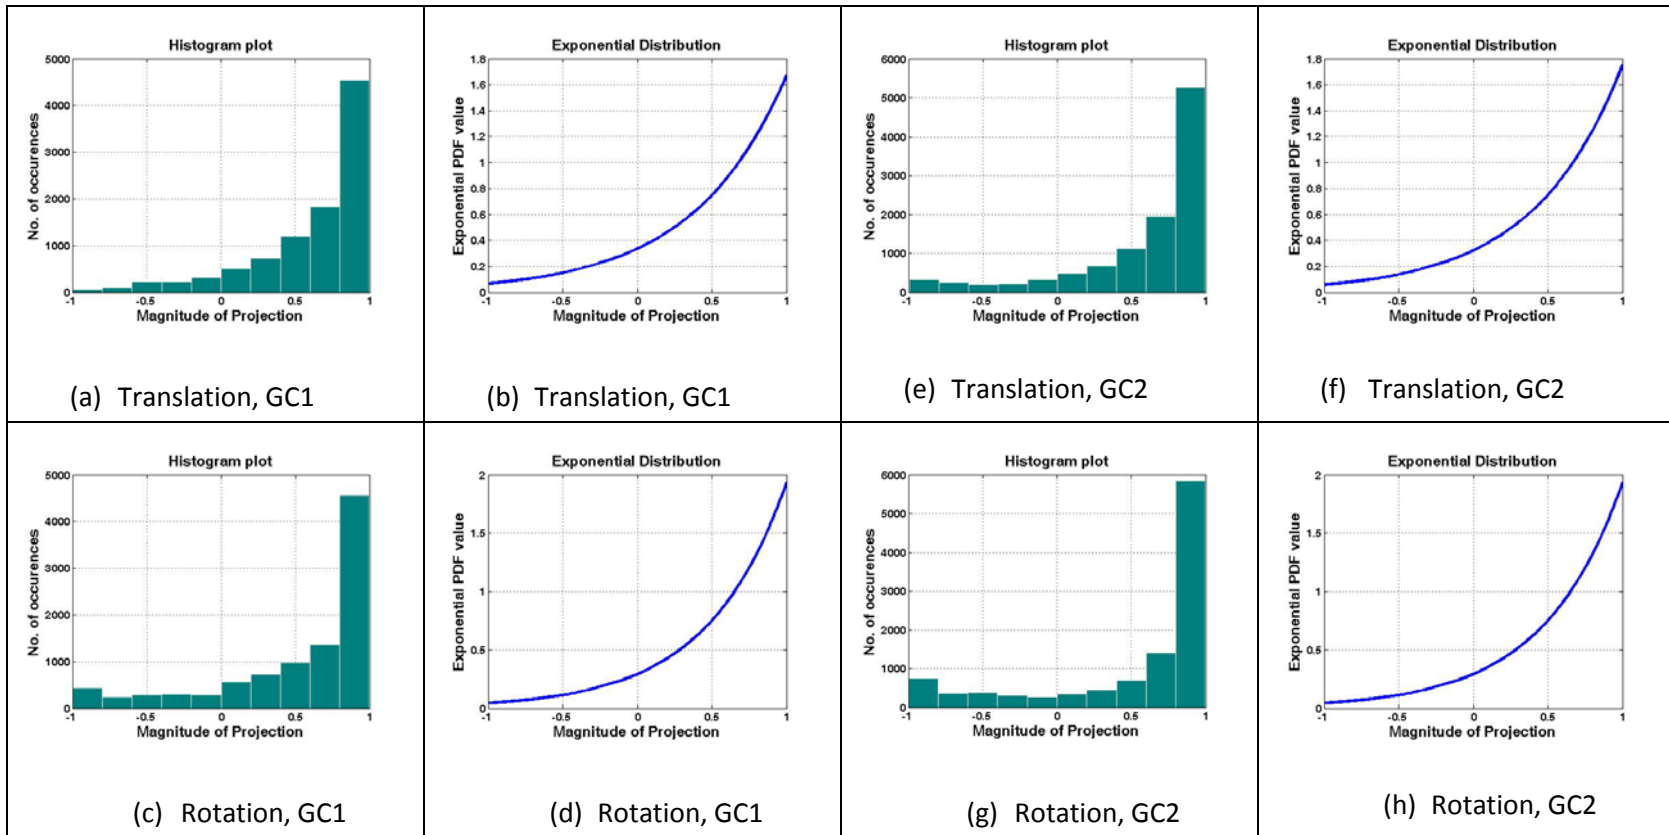 Histogram plot
No. of occurences
5000
4000
3000
2000
1000
0
-1 -0.5 0 0.5 1
Magnitude of Projection
(a) Translation, GC1
Exponential Distribution
Exponential PDF value
1.8
1.6
1.4
1.2
1
0.8
0.6
0.4
0.2
0
-1 -0.5 0 0.5 1
Magnitude of Projection
(b) Translation, GC1
Histogram plot
No. of occurences
6000
5000
4000
3000
2000
1000
0
-1 -0.5 0 0.5 1
Magnitude of Projection
(e) Translation, GC2
Exponential Distribution
Exponential PDF value
1.8
1.6
1.4
1.2
1
0.8
0.6
0.4
0.2
0
-1 -0.5 0 0.5 1
Magnitude of Projection
(f) Translation, GC2
Histogram plot
No. of occurences
5000
4000
3000
2000
1000
0
-1 -0.5 0 0.5 1
Magnitude of Projection
(c) Rotation, GC1
Exponential Distribution
Exponential PDF value
2
1.5
1
0.5
0
-1 -0.5 0 0.5 1
Magnitude of Projection
(d) Rotation, GC1
Histogram plot
No. of occurences
6000
5000
4000
3000
2000
1000
0
-1 -0.5 0 0.5 1
Magnitude of Projection
(g) Rotation, GC2
Exponential Distribution
Exponential PDF value
2
1.5
1
0.5
0
-1 -0.5 0 0.5 1
Magnitude of Projection
(h) Rotation, GC2